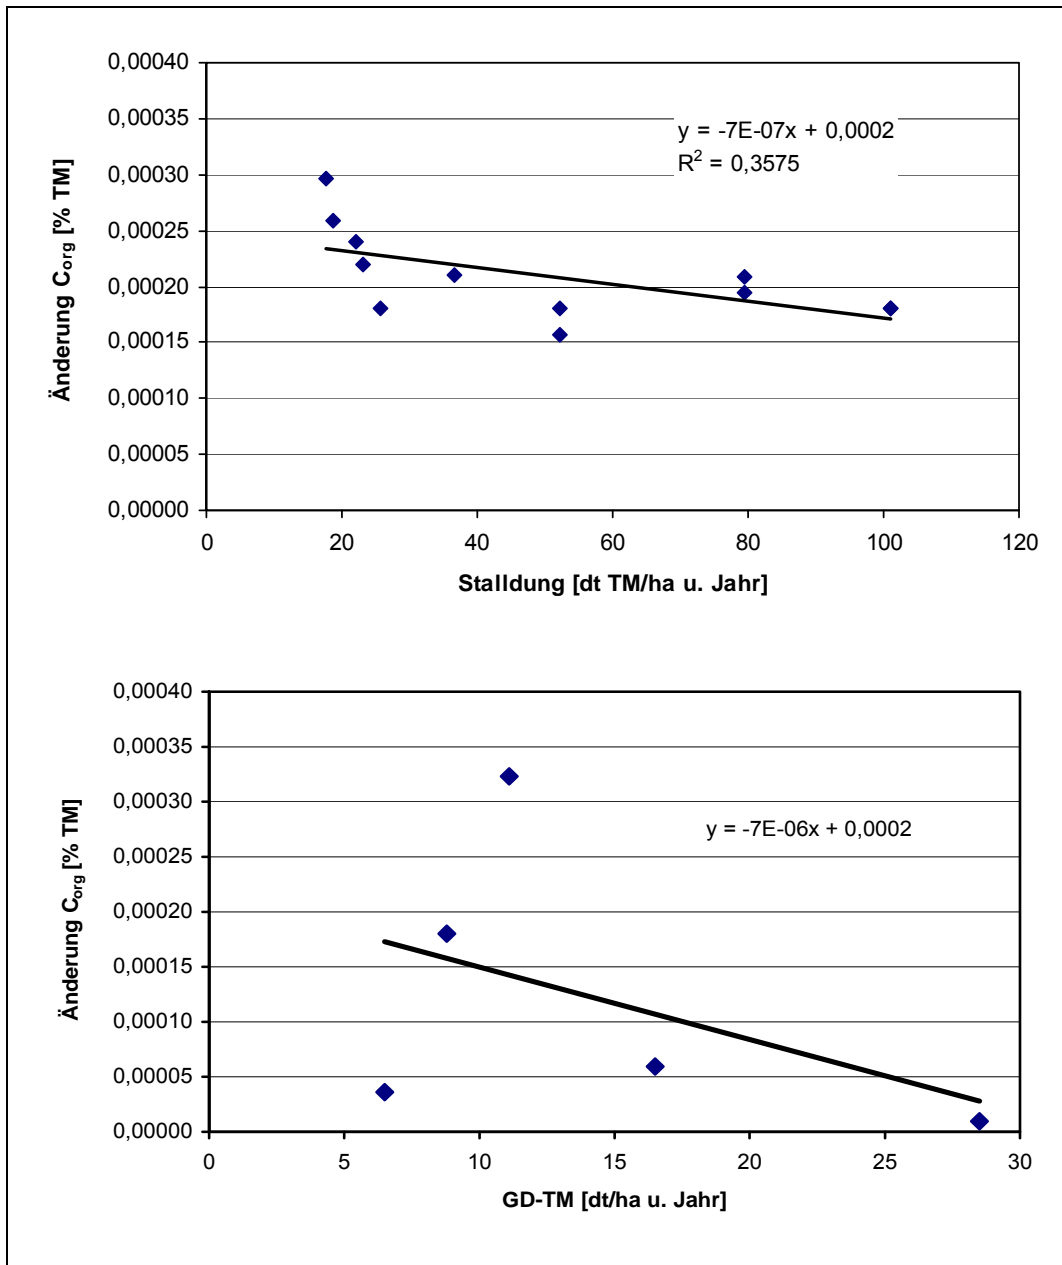 0,00040
0,00035
0,00030
0,00025
0,00020
0,00015
0,00010
0,00005
0,00000
Änderung Corg [% TM]
y = -7E-07x + 0,0002
R2 = 0,3575
0 20 40 60 80 100 120
Stalldung [dt TM/ha u. Jahr]
0,00040
0,00035
0,00030
0,00025
0,00020
0,00015
0,00010
0,00005
0,00000
Änderung Corg [% TM]
y = -7E-06x + 0,0002
0 5 10 15 20 25 30
GD-TM [dt/ha u. Jahr]